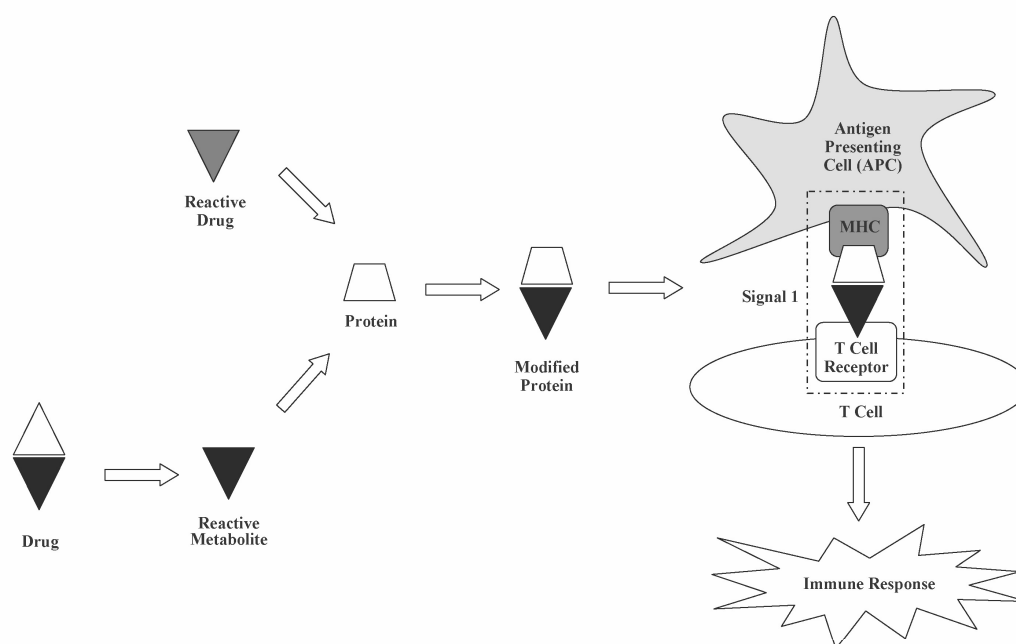 Antigen
Presenting
Cell (APC)
Reactive
Drug
MHC
Signal 1
Protein
T Cell
Receptor
Modified
Protein
T Cell
Drug
Reactive
Metabolite
Immune Response